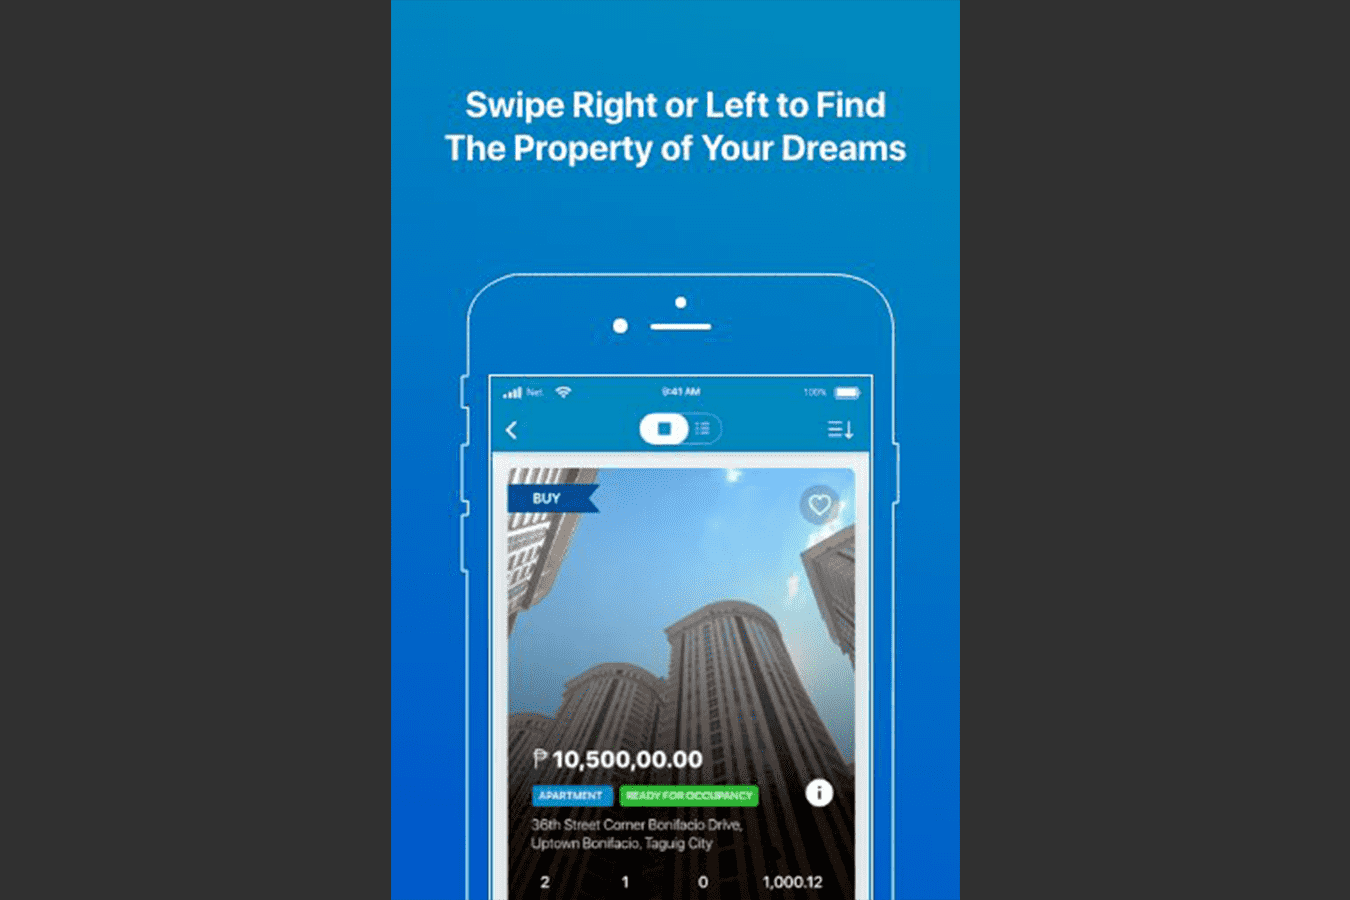 Swipe Right or Left to Find
The Property of Your Dreams
Net
9:41 AM
100%
BUY
₱ 10,500,00.00
APARTMENT
READY FOR OCCUPANCY
36th Street Corner Bonifacio Drive,
Uptown Bonifacio, Taguig City
2 1 0 1,000.12